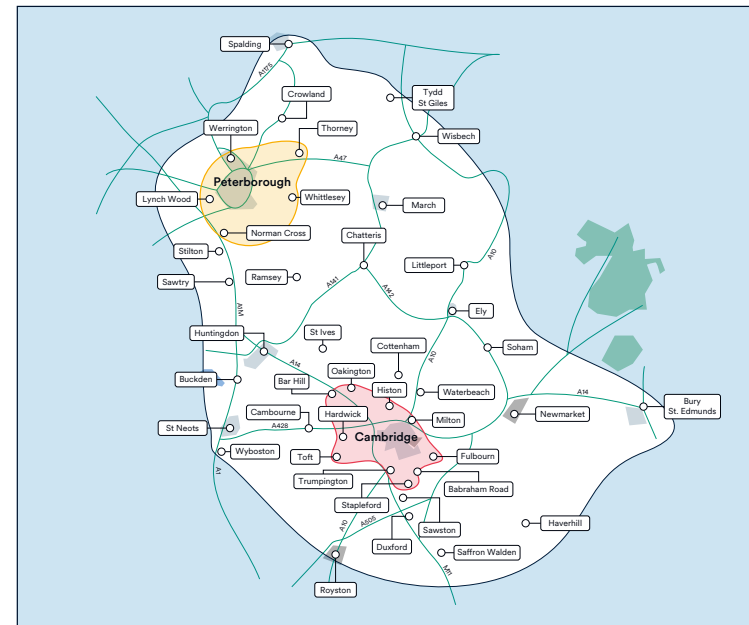 Spalding
A1175
Crowland
Tydd
St Giles
Werrington
Thorney
Wisbech
A47
Peterborough
Lynch Wood
Whittlesey
March
Norman Cross
Chatteris
Stilton
A10
Littleport
Ramsey
Sawtry
A141
A142
A1M
Ely
Huntingdon
St Ives
Soham
Cottenham
A10
A14
Oakington
Buckden
Bar Hill
Histon
Waterbeach
A14
Bury
St. Edmunds
Cambourne
Hardwick
Milton
Newmarket
St Neots
A428
Cambridge
Wyboston
Toft
Fulbourn
A1
Trumpington
Babraham Road
Stapleford
A10
A505
Sawston
Haverhill
Duxford
Saffron Walden
M11
Royston